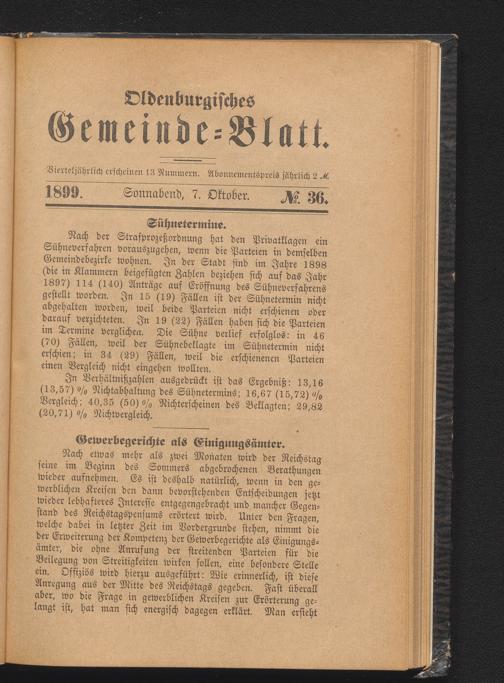 Oldenburgisches
Gemeinde=Blatt.
Vierteljährlich erscheinen 13 Nummern. Abonnementspreis jährlich 2 ℳ
1899. Sonnabend, 7. Oktober. №. 36.
Sühnetermine.
Nach der Strafprozeßordnung hat den Privatklagen ein
Sühneverfahren vorauszugehen, wenn die Parteien in demselben
Gemeindebezirke wohnen. In der Stadt sind im Jahre 1898
(die in Klammern beigefügten Zahlen beziehen sich auf das Jahr
1897) 114 (140) Anträge auf Eröffnung des Sühneverfahrens
gestellt worden. In 15 (19) Fällen ist der Sühnetermin nicht
abgehalten worden, weil beide Parteien nicht erschienen oder
darauf verzichteten. In 19 (22) Fällen haben sich die Parteien
im Termine verglichen. Die Sühne verlief erfolglos: in 46
(70) Fällen, weil der Sühnebeklagte im Sühnetermin nicht
erschien; in 34 (29) Fällen, weil die erschienenen Parteien
einen Vergleich nicht eingehen wollten.
In Verhältnißzahlen ausgedrückt ist das Ergebniß: 13,16
(13,57) % Nichtabhaltung des Sühnetermins; 16,67 (15,72) %
Vergleich; 40,35 (50) % Nichterscheinen des Beklagten; 29,82
(20,71) % Nichtvergleich.
Gewerbegerichte als Einigungsämter.
Nach etwas mehr als zwei Monaten wird der Reichstag
seine im Beginn des Sommers abgebrochenen Berathungen
wieder aufnehmen. Es ist deshalb natürlich, wenn in den ge-
werblichen Kreisen den dann bevorstehenden Entscheidungen jetzt
wieder lebhafteres Interesse entgegengebracht und mancher Gegen-
stand des Reichstagspensums erörtert wird. Unter den Fragen,
welche dabei in letzter Zeit im Vordergrunde stehen, nimmt die
der Erweiterung der Kompetenz der Gewerbegerichte als Einigungs-
ämter, die ohne Anrufung der streitenden Parteien für die
Beilegung von Streitigkeiten wirken sollen, eine besondere Stelle
ein. Offiziös wird hierzu ausgeführt: Wie erinnerlich, ist diese
Anregung aus der Mitte des Reichstags gegeben. Fast überall
aber, wo die Frage in gewerblichen Kreisen zur Erörterung ge-
langt ist, hat man sich energisch dagegen erklärt. Man ersieht